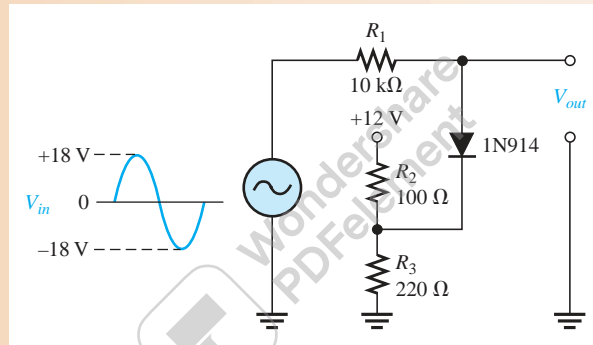 R1
10 kΩ
+12 V
Vout
1N914
+18 V
R2
100 Ω
Vin
0
–18 V
R3
220 Ω
Wondershare
PDFelement